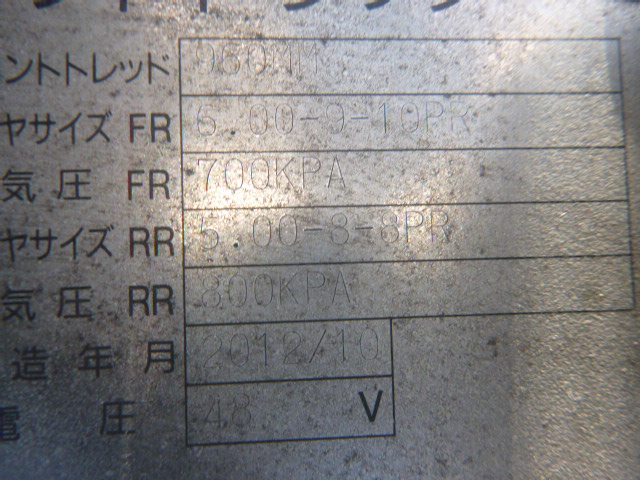 ントトレッド 960MM
ヤサイズ FR 6.00-9-10PR
気圧 FR 700KPA
ヤサイズ RR 5.00-8-8PR
気圧 RR 800KPA
造年月 2012/10
電圧 48 V